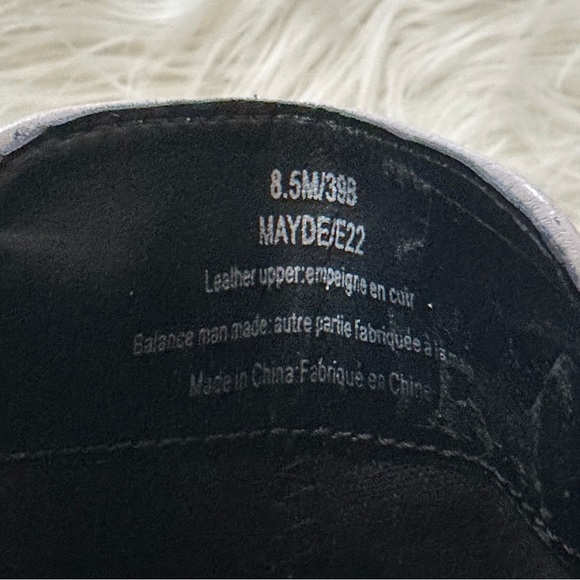 8.5M/39B
MAYDE/E22
Leather upper:empeigne en cuir
Balance man made:autre partie fabriquée à la
Made in China:Fabriqué en Chine